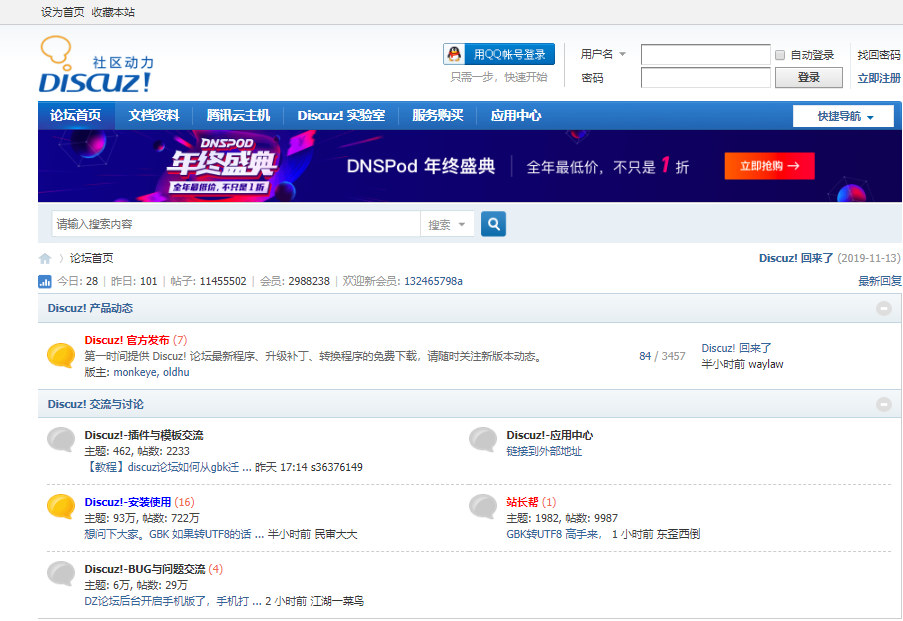 设为首页 收藏本站
社区动力
DISCUZ!
用QQ帐号登录
只需一步，快速开始
用户名
自动登录
找回密码
密码
登录
立即注册
论坛首页 文档资料 腾讯云主机 Discuz! 实验室 服务购买 应用中心
快捷导航
DNSPOD
年终盛典
全年最低价,不只是1折
DNSPod 年终盛典 全年最低价，不只是 1 折
立即抢购 →
请输入搜索内容
搜索
论坛首页
Discuz! 回来了 (2019-11-13)
今日: 28 | 昨日: 101 | 帖子: 11455502 | 会员: 2988238 | 欢迎新会员: 132465798a
最新回复
Discuz! 产品动态
Discuz! 官方发布 (7)
第一时间提供 Discuz! 论坛最新程序、升级补丁、转换程序的免费下载，请随时关注新版本动态。
版主: monkeye, oldhu
84 / 3457
Discuz! 回来了
半小时前 waylaw
Discuz! 交流与讨论
Discuz!-插件与模板交流
主题: 462, 帖数: 2233
【教程】discuz论坛如何从gbk迁 ... 昨天 17:14 s36376149
Discuz!-应用中心
链接到外部地址
Discuz!-安装使用 (16)
主题: 93万, 帖数: 722万
想问下大家。GBK 如果转UTF8的话 ... 半小时前 民审大大
站长帮 (1)
主题: 1982, 帖数: 9987
GBK转UTF8 高手来， 1 小时前 东歪西倒
Discuz!-BUG与问题交流 (4)
主题: 6万, 帖数: 29万
DZ论坛后台开启手机版了，手机打 ... 2 小时前 江湖一菜鸟